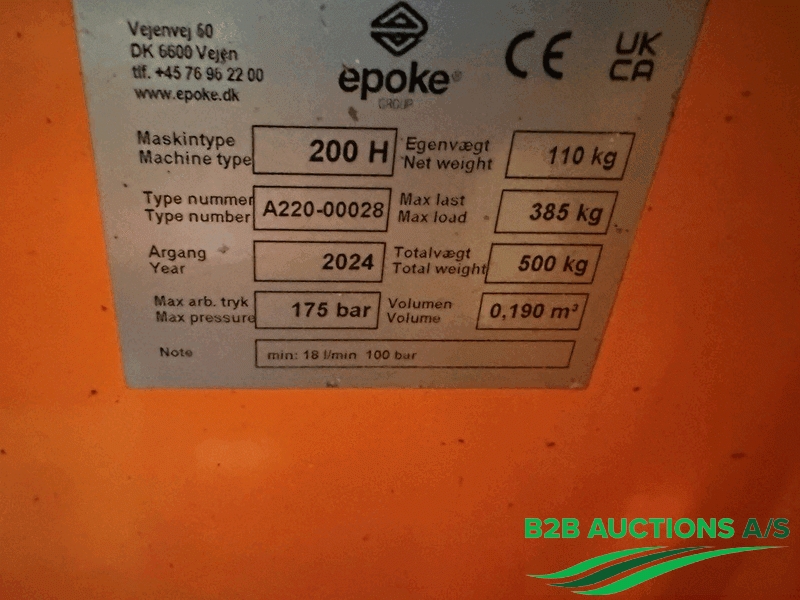 Vejenvej 60
DK 6600 Vejen
tlf. +45 76 96 22 00
www.epoke.dk
epoke®
GROUP
CE
UK
CA
Maskintype
Machine type
200 H
Egenvægt
Net weight
110 kg
Type nummer
Type number
A220-00028
Max last
Max load
385 kg
Argang
Year
2024
Totalvægt
Total weight
500 kg
Max arb. tryk
Max pressure
175 bar
Volumen
Volume
0,190 m³
Note
min: 18 l/min 100 bar
B2B AUCTIONS A/S